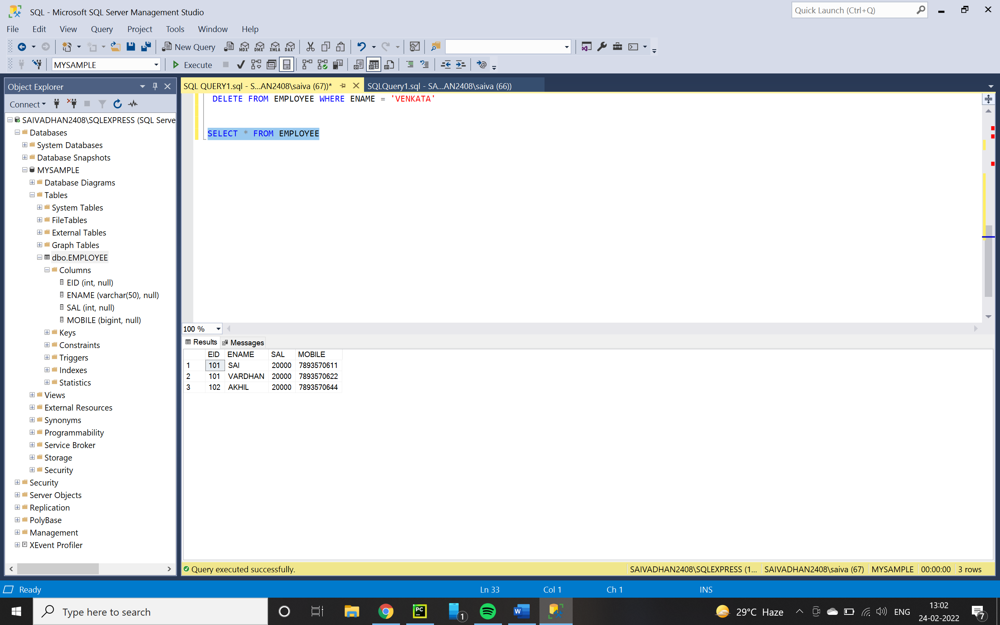 SQL - Microsoft SQL Server Management Studio
Quick Launch (Ctrl+Q)
File Edit View Query Project Tools Window Help
New Query MDX DMX XMLA DAX
MYSAMPLE Execute
Object Explorer
SQL QUERY1.sql - S...AN2408\saiva (67))* SQLQuery1.sql - SA...AN2408\saiva (66))
Connect
SAIVADHAN2408\SQLEXPRESS (SQL Serve
Databases
System Databases
Database Snapshots
MYSAMPLE
Database Diagrams
Tables
System Tables
FileTables
External Tables
Graph Tables
dbo.EMPLOYEE
Columns
EID (int, null)
ENAME (varchar(50), null)
SAL (int, null)
MOBILE (bigint, null)
Keys
Constraints
Triggers
Indexes
Statistics
Views
External Resources
Synonyms
Programmability
Service Broker
Storage
Security
Security
Server Objects
Replication
PolyBase
Management
XEvent Profiler
DELETE FROM EMPLOYEE WHERE ENAME = 'VENKATA'
SELECT * FROM EMPLOYEE
100 %
Results Messages
EID ENAME SAL MOBILE
1 101 SAI 20000 7893570611
2 101 VARDHAN 20000 7893570622
3 102 AKHIL 20000 7893570644
Query executed successfully. SAIVADHAN2408\SQLEXPRESS (1... SAIVADHAN2408\saiva (67) MYSAMPLE 00:00:00 3 rows
Ready Ln 33 Col 1 Ch 1 INS
Type here to search PC 1 W 29°C Haze ENG 13:02 7
24-02-2022